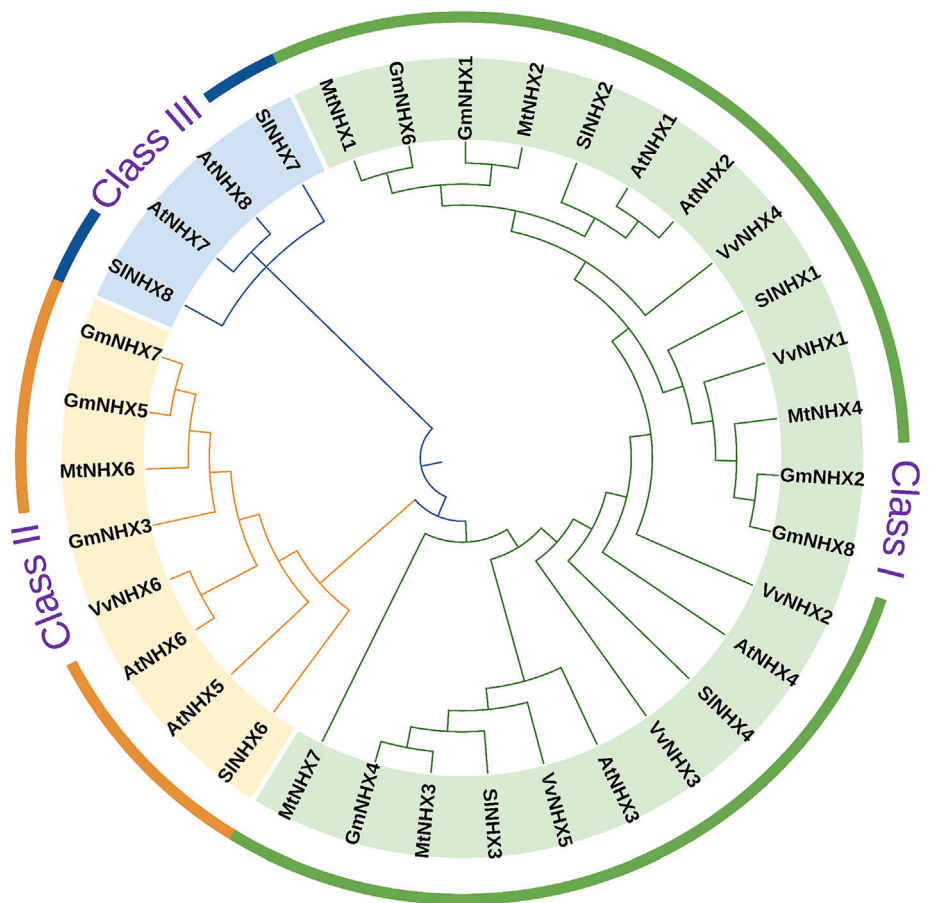 MtNHX1
GmNHX6
GmNHX1
MtNHX2
SlNHX2
AtNHX1
AtNHX2
VvNHX4
SlNHX1
VvNHX1
MtNHX4
GmNHX2
GmNHX8
VvNHX2
AtNHX4
SlNHX4
VvNHX3
AtNHX3
VvNHX5
SlNHX3
MtNHX3
GmNHX4
MtNHX7
SlNHX6
AtNHX5
AtNHX6
VvNHX6
GmNHX3
MtNHX6
GmNHX5
GmNHX7
SlNHX8
AtNHX7
AtNHX8
SlNHX7
Class I
Class II
Class III